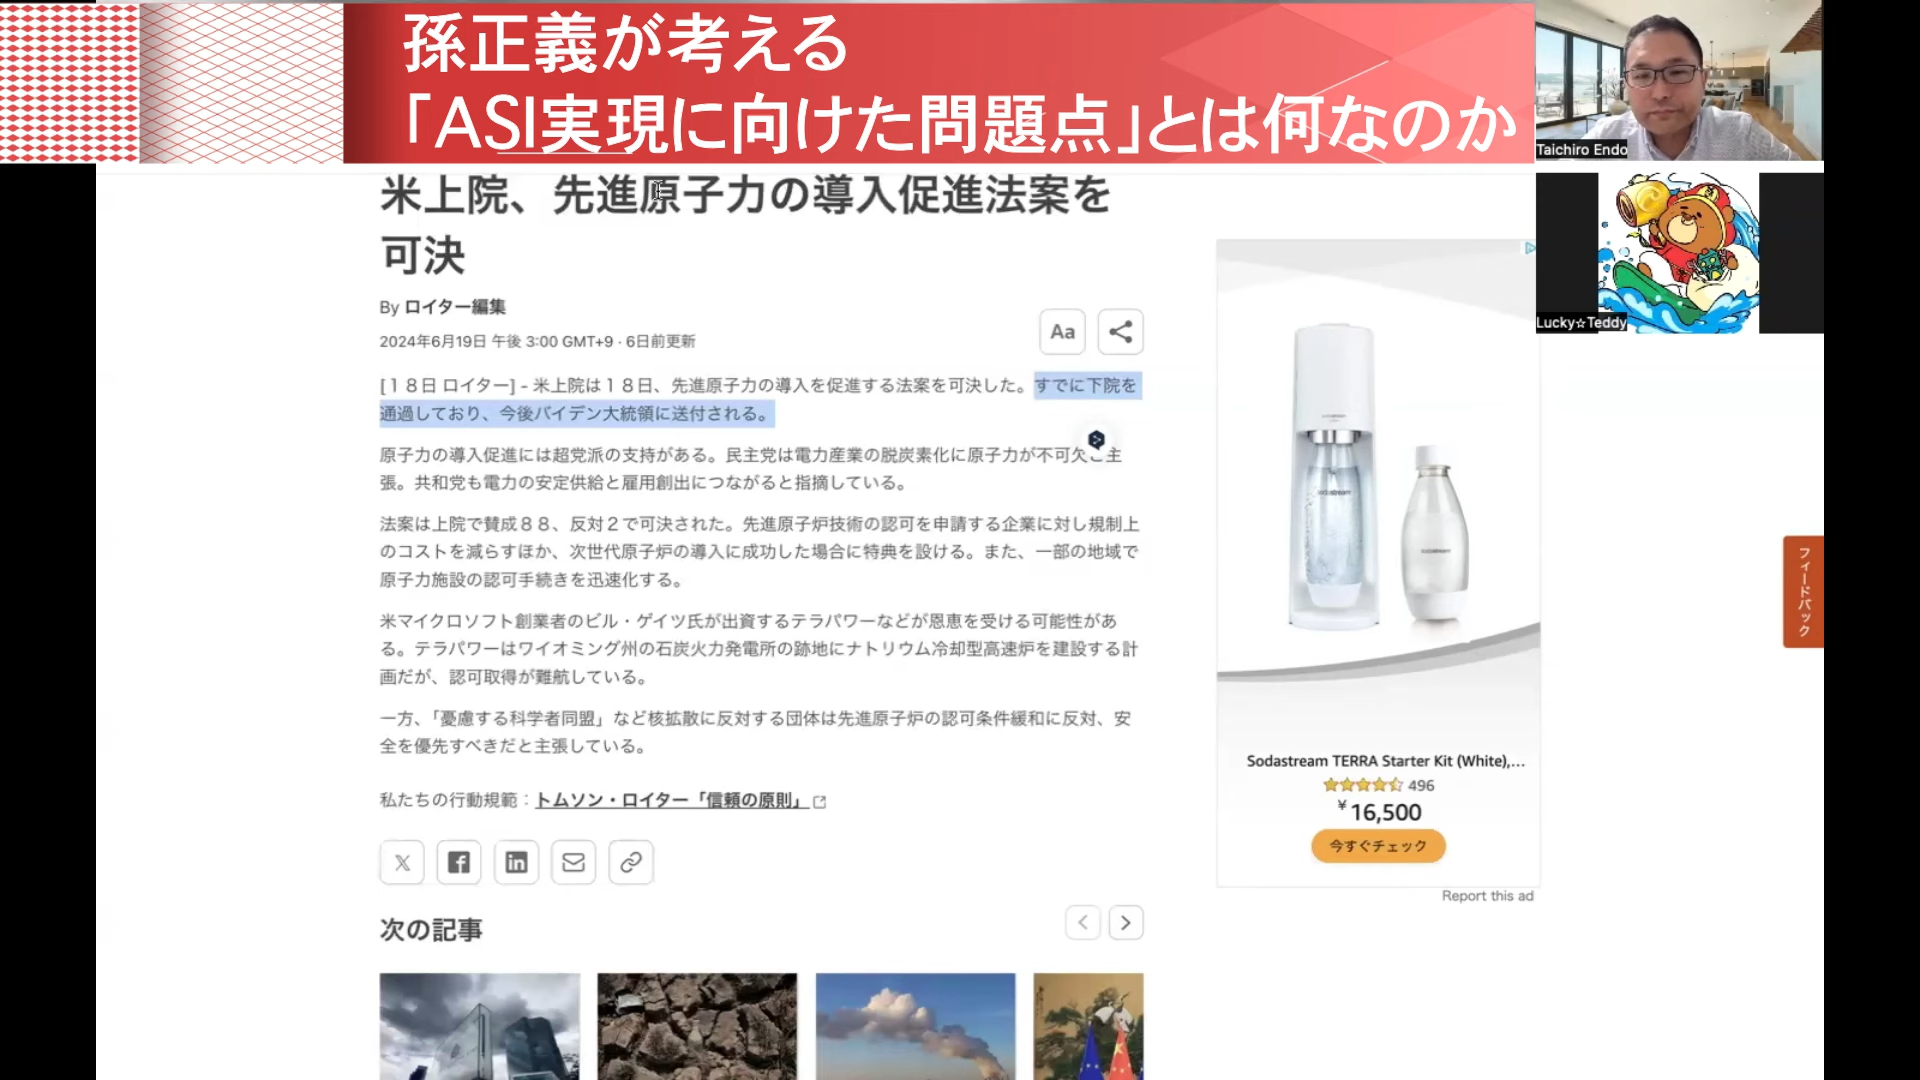 孫正義が考える
「ASI実現に向けた問題点」とは何なのか
Taichiro Endo
Lucky☆Teddy
米上院、先進原子力の導入促進法案を
可決
By ロイター編集
2024年6月19日 午後 3:00 GMT+9 · 6日前更新
Aa
[１８日 ロイター] - 米上院は１８日、先進原子力の導入を促進する法案を可決した。すでに下院を
通過しており、今後バイデン大統領に送付される。
原子力の導入促進には超党派の支持がある。民主党は電力産業の脱炭素化に原子力が不可欠と主
張。共和党も電力の安定供給と雇用創出につながると指摘している。
法案は上院で賛成８８、反対２で可決された。先進原子炉技術の認可を申請する企業に対し規制上
のコストを減らすほか、次世代原子炉の導入に成功した場合に特典を設ける。また、一部の地域で
原子力施設の認可手続きを迅速化する。
米マイクロソフト創業者のビル・ゲイツ氏が出資するテラパワーなどが恩恵を受ける可能性があ
る。テラパワーはワイオミング州の石炭火力発電所の跡地にナトリウム冷却型高速炉を建設する計
画だが、認可取得が難航している。
一方、「憂慮する科学者同盟」など核拡散に反対する団体は先進原子炉の認可条件緩和に反対、安
全を優先すべきだと主張している。
私たちの行動規範：トムソン・ロイター「信頼の原則」
次の記事
sodastream
Sodastream TERRA Starter Kit (White),...
496
¥16,500
今すぐチェック
Report this ad
フィードバック